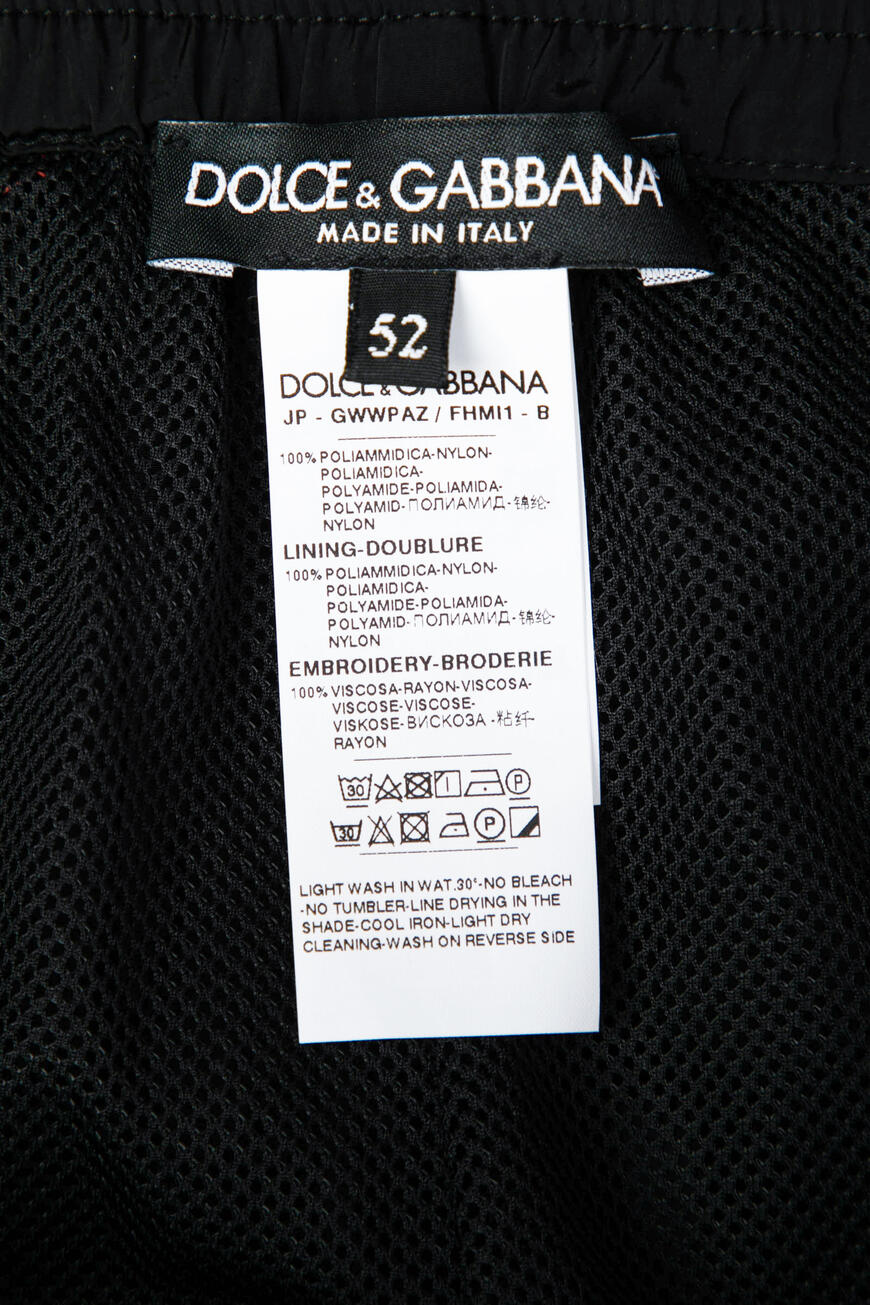 DOLCE & GABBANA
MADE IN ITALY
52
DOLCE & GABBANA
JP - GWWPAZ / FHMI1 - B
100% POLIAMMIDICA-NYLON-
POLIAMIDICA-
POLYAMIDE-POLIAMIDA-
POLYAMID-ПОЛИАМИД-锦纶-
NYLON
LINING-DOUBLURE
100% POLIAMMIDICA-NYLON-
POLIAMIDICA-
POLYAMIDE-POLIAMIDA-
POLYAMID-ПОЛИАМИД-锦纶-
NYLON
EMBROIDERY-BRODERIE
100% VISCOSA-RAYON-VISCOSA-
VISCOSE-VISCOSE-
VISKOSE-ВИСКОЗА -粘纤-
RAYON
30 P
30 P
LIGHT WASH IN WAT.30°-NO BLEACH
-NO TUMBLER-LINE DRYING IN THE
SHADE-COOL IRON-LIGHT DRY
CLEANING-WASH ON REVERSE SIDE